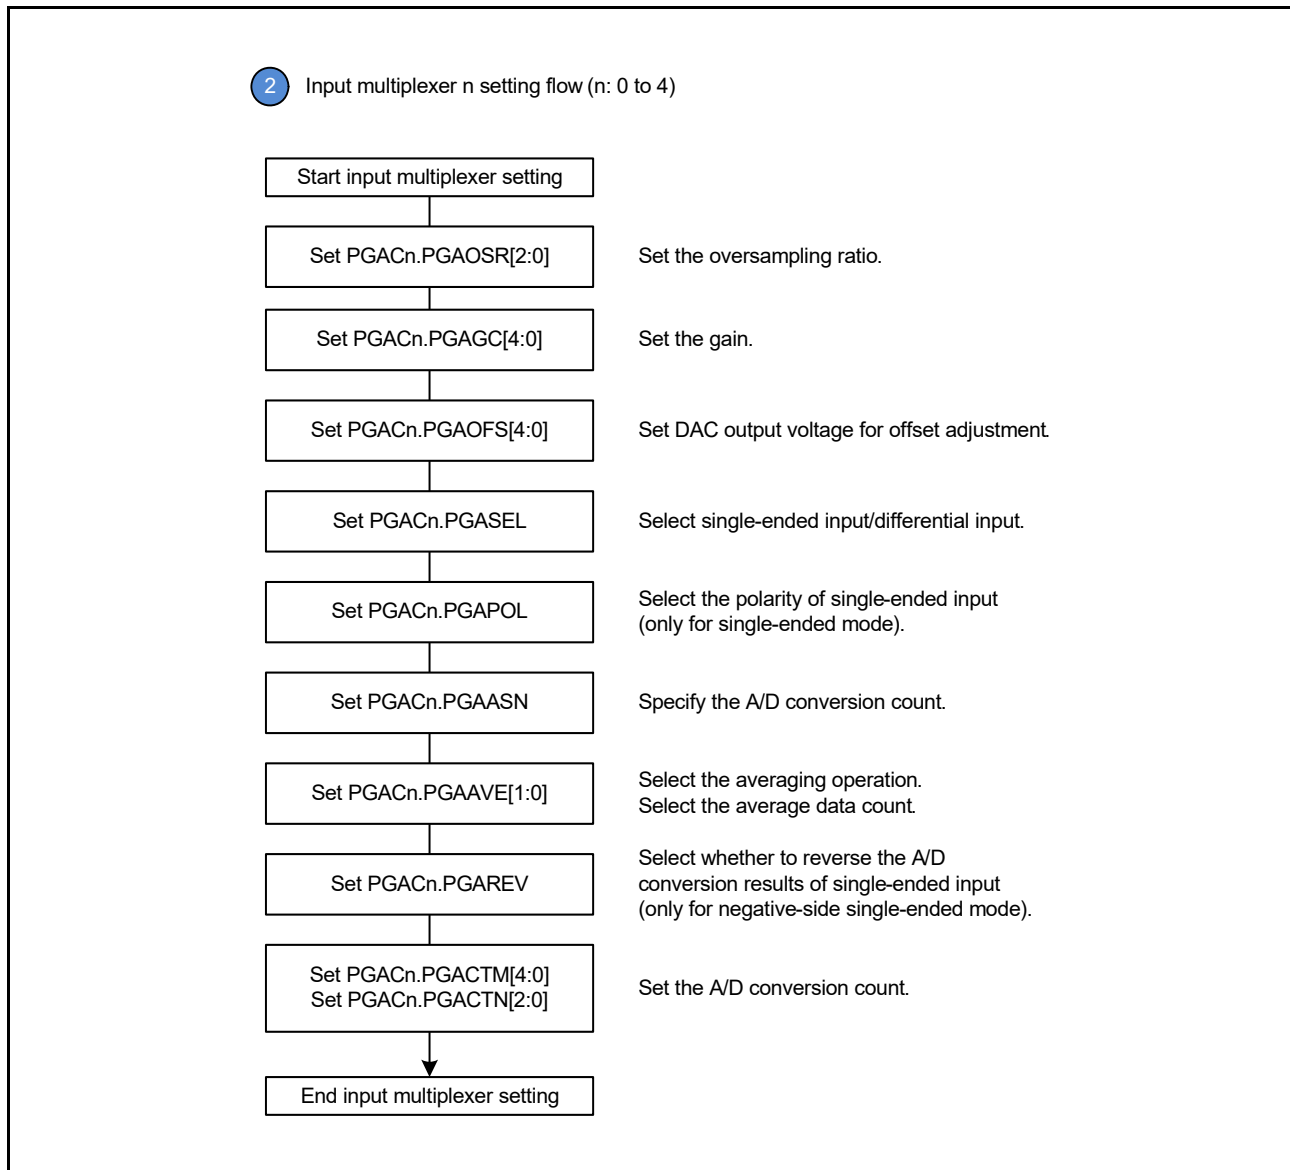 2 Input multiplexer n setting flow (n: 0 to 4)
Start input multiplexer setting
Set PGACn.PGAOSR[2:0] Set the oversampling ratio.
Set PGACn.PGAGC[4:0] Set the gain.
Set PGACn.PGAOFS[4:0] Set DAC output voltage for offset adjustment.
Set PGACn.PGASEL Select single-ended input/differential input.
Set PGACn.PGAPOL
Select the polarity of single-ended input
(only for single-ended mode).
Set PGACn.PGAASN Specify the A/D conversion count.
Set PGACn.PGAAVE[1:0]
Select the averaging operation.
Select the average data count.
Set PGACn.PGAREV
Select whether to reverse the A/D
conversion results of single-ended input
(only for negative-side single-ended mode).
Set PGACn.PGACTM[4:0]
Set PGACn.PGACTN[2:0]
Set the A/D conversion count.
End input multiplexer setting